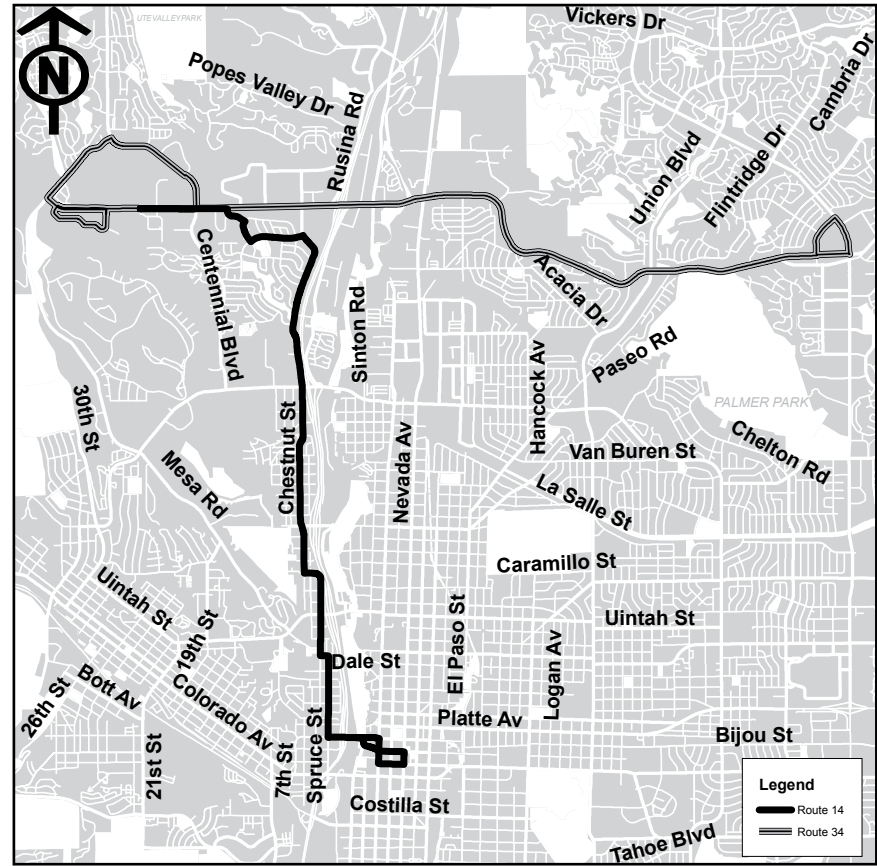 UTEVALLEYPARK
Vickers Dr
N
Popes Valley Dr
Rusina Rd
Cambria Dr
Union Blvd
Flintridge Dr
Centennial Blvd
Acacia Dr
Sinton Rd
Hancock Av
Paseo Rd
30th St
PALMER PARK
Chestnut St
Nevada Av
Van Buren St
Chelton Rd
Mesa Rd
La Salle St
Caramillo St
Uintah St
19th St
El Paso St
Uintah St
Logan Av
Dale St
Bott Av
26th St
Colorado Av
Platte Av
Bijou St
21st St
7th St
Spruce St
Costilla St
Tahoe Blvd
Legend
Route 14
Route 34